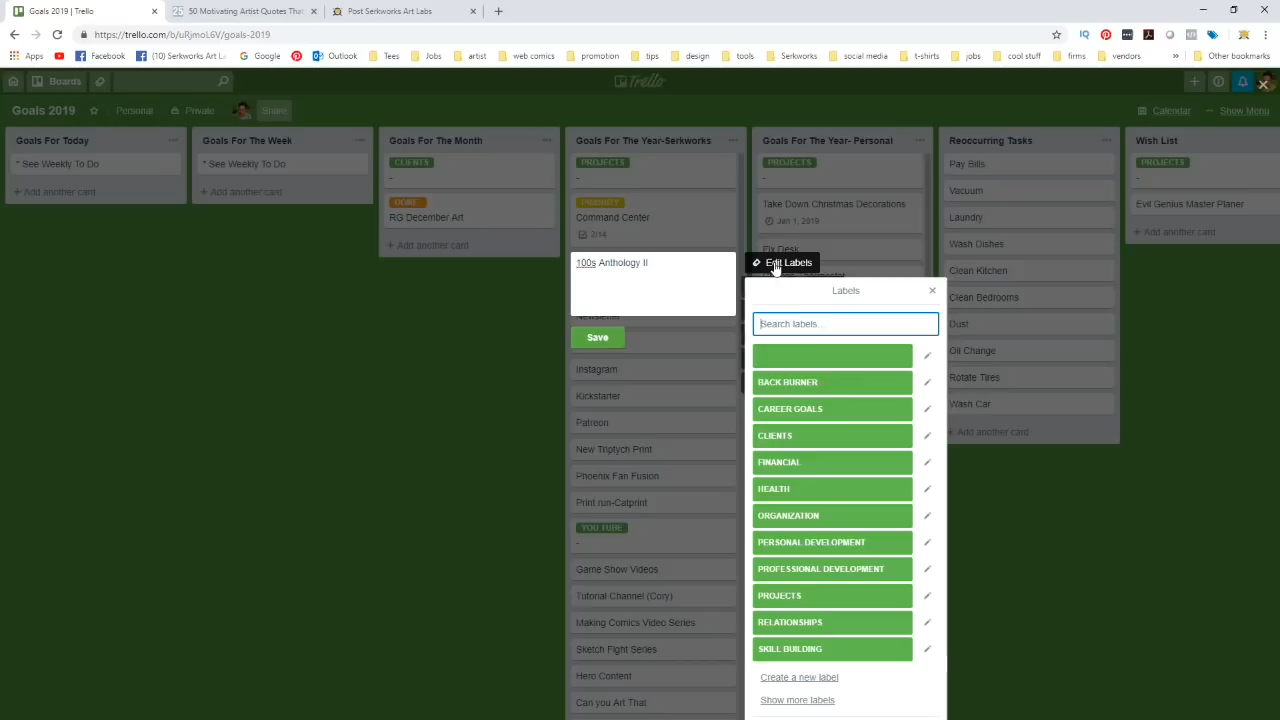 Goals 2019 | Trello
50 Motivating Artist Quotes That
Post Serkworks Art Labs
https://trello.com/b/uRjmoL6V/goals-2019
Apps
Facebook
(10) Serkworks Art La
Google
Outlook
Tees
Jobs
artist
web comics
promotion
tips
design
tools
Serkworks
t-shirts
jobs
cool stuff
firms
vendors
»
Other bookmarks
Boards
Trello
Goals 2019
Personal
Private
Share
Calendar
Show Menu
Goals For Today
* See Weekly To Do
+ Add another card
Goals For The Week
* See Weekly To Do
+ Add another card
Goals For The Month
CLIENTS
-
RG December Art
+ Add another card
Goals For The Year-Serkworks
PROJECTS
-
PRIORITY
Command Center
2/14
100s Anthology II
Newsletter
Save
Instagram
Kickstarter
Patreon
New Triptych Print
Phoenix Fan Fusion
Print run-Catprint
YOU TUBE
-
Game Show Videos
Tutorial Channel (Cory)
Making Comics Video Series
Sketch Fight Series
Hero Content
Can you Art That
Goals For The Year- Personal
PROJECTS
-
Take Down Christmas Decorations
Jan 1, 2019
Fix Desk
Edit Labels
Labels
Search labels…
BACK BURNER
CAREER GOALS
CLIENTS
FINANCIAL
HEALTH
ORGANIZATION
PERSONAL DEVELOPMENT
PROFESSIONAL DEVELOPMENT
PROJECTS
RELATIONSHIPS
SKILL BUILDING
Create a new label
Show more labels
Reoccurring Tasks
Pay Bills
Vacuum
Laundry
Wash Dishes
Clean Kitchen
Clean Bedrooms
Dust
Oil Change
Rotate Tires
Wash Car
+ Add another card
Wish List
PROJECTS
-
Evil Genius Master Planer
+ Add another card